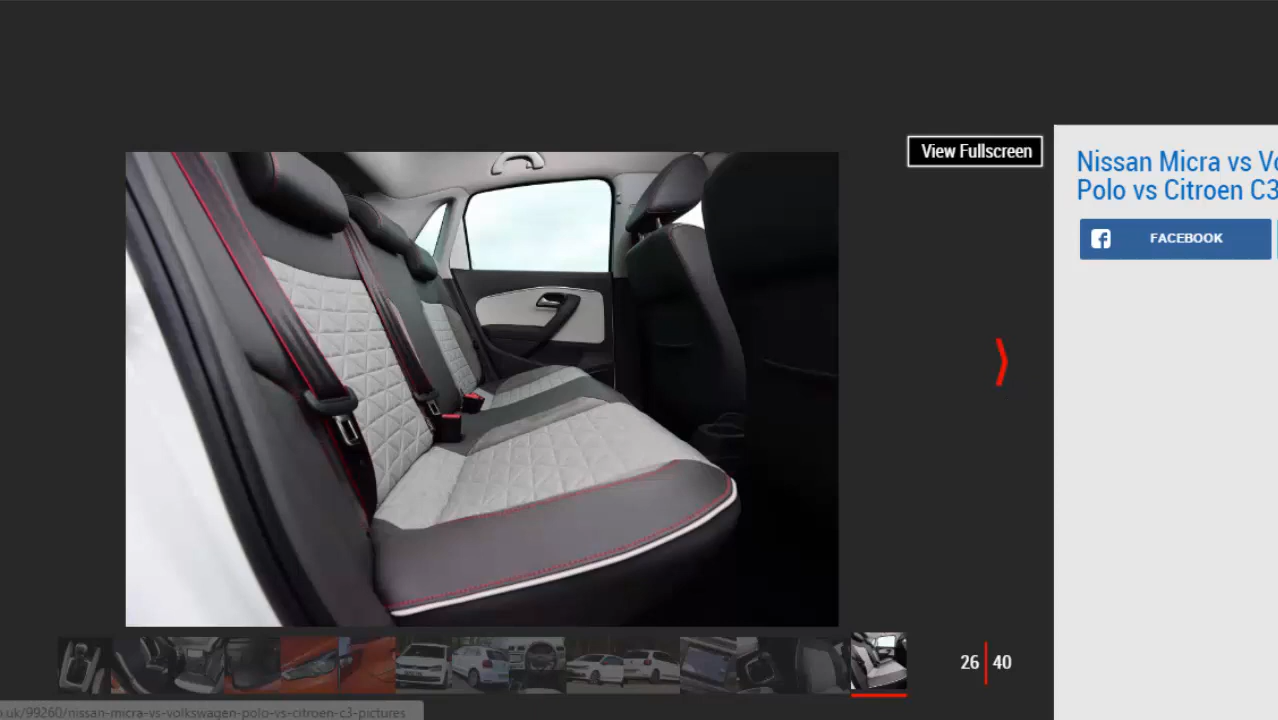 View Fullscreen
Nissan Micra vs
Polo vs Citroen C3
FACEBOOK
26 40
.uk/99260/nissan-micra-vs-volkswagen-polo-vs-citroen-c3-pictures